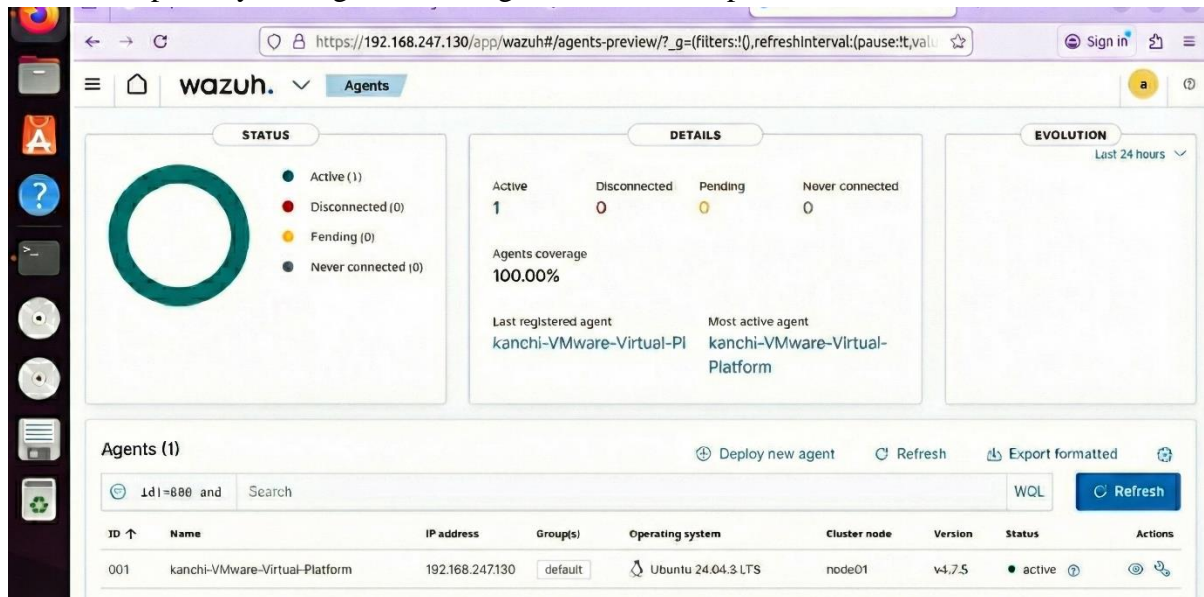 https://192.168.247.130/app/wazuh#/agents-preview/?_g=(filters:!(),refreshInterval:(pause:!t,valu
Sign in
wazuh. Agents
a
STATUS
Active (1)
Disconnected (0)
Fending (0)
Never connected (0)
DETAILS
Active Disconnected Pending Never connected
1 0 0 0
Agents coverage
100.00%
Last registered agent Most active agent
kanchi-VMware-Virtual-Pl kanchi-VMware-Virtual-
Platform
EVOLUTION
Last 24 hours
Agents (1) Deploy new agent Refresh Export formatted
and Search WQL Refresh
ID Name IP address Group(s) Operating system Cluster node Version Status Actions
001 kanchi-VMware-Virtual-Platform 192.168.247.130 default Ubuntu 24.04.3 LTS node01 v4.7.5 active